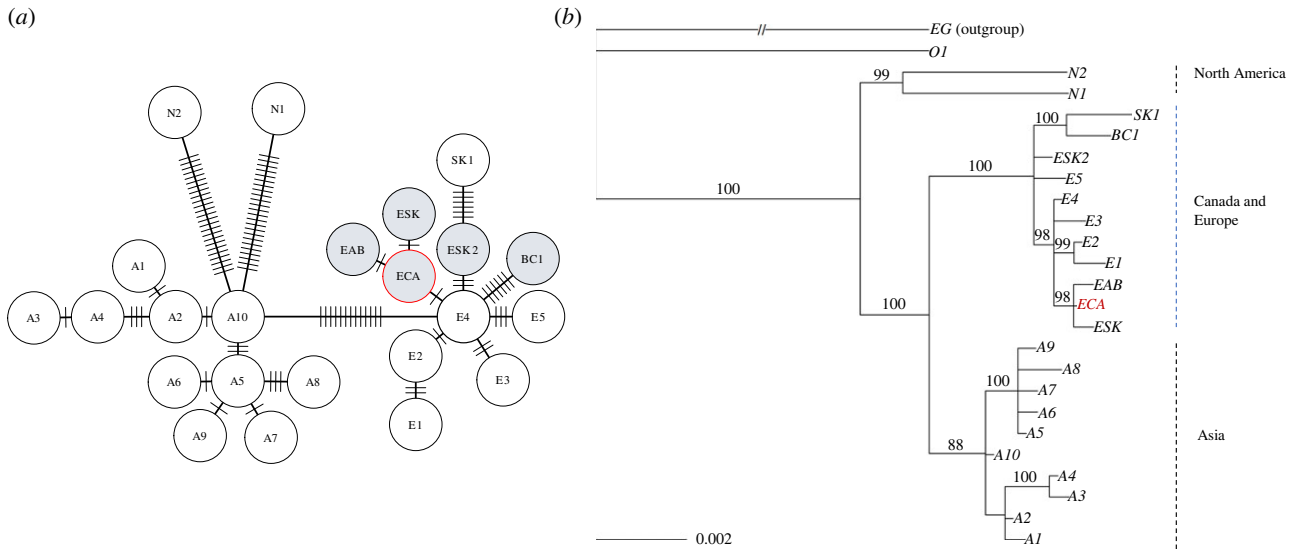 (a)
N2
N1
SK1
ESK
EAB
ESK2
BC1
ECA
A1
A3
A4
A2
A10
E4
E5
E2
A6
A5
A8
E3
E1
A9
A7
(b)
EG (outgroup)
O1
99
N2
N1
North America
100
SK1
BC1
100
ESK2
E5
100
E4
98
E3
99
E2
E1
Canada and
Europe
98
EAB
ECA
ESK
100
A9
A8
100
A7
A6
A5
Asia
88
A10
100
A4
A3
A2
A1
0.002